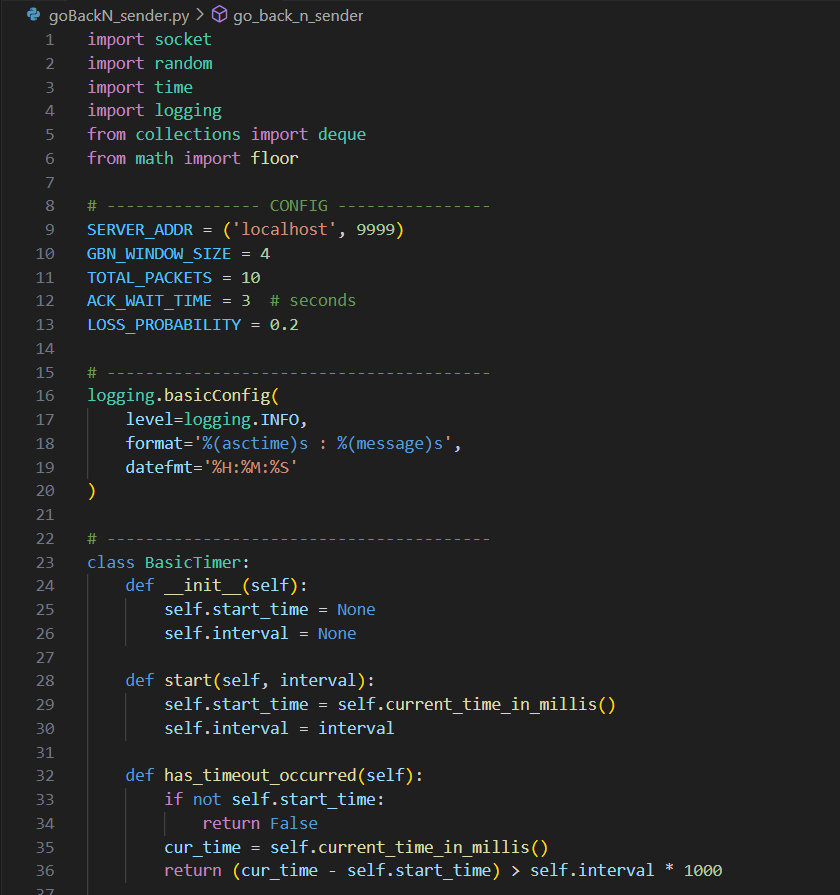 goBackN_sender.py > go_back_n_sender
1 import socket
2 import random
3 import time
4 import logging
5 from collections import deque
6 from math import floor
7
8 # ---------------- CONFIG ----------------
9 SERVER_ADDR = ('localhost', 9999)
10 GBN_WINDOW_SIZE = 4
11 TOTAL_PACKETS = 10
12 ACK_WAIT_TIME = 3  # seconds
13 LOSS_PROBABILITY = 0.2
14
15 # ----------------------------------------
16 logging.basicConfig(
17     level=logging.INFO,
18     format='%(asctime)s : %(message)s',
19     datefmt='%H:%M:%S'
20 )
21
22 # ----------------------------------------
23 class BasicTimer:
24     def __init__(self):
25         self.start_time = None
26         self.interval = None
27
28     def start(self, interval):
29         self.start_time = self.current_time_in_millis()
30         self.interval = interval
31
32     def has_timeout_occurred(self):
33         if not self.start_time:
34             return False
35         cur_time = self.current_time_in_millis()
36         return (cur_time - self.start_time) > self.interval * 1000
37